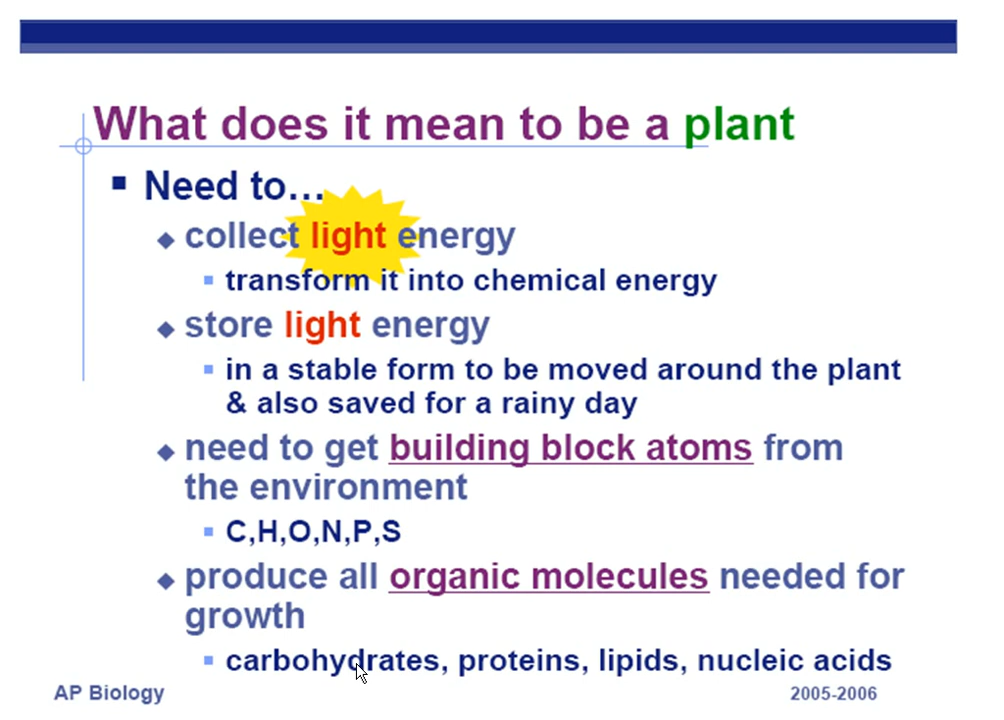 What does it mean to be a plant
Need to…
collect light energy
transform it into chemical energy
store light energy
in a stable form to be moved around the plant
& also saved for a rainy day
need to get building block atoms from
the environment
C,H,O,N,P,S
produce all organic molecules needed for
growth
carbohydrates, proteins, lipids, nucleic acids
AP Biology
2005-2006